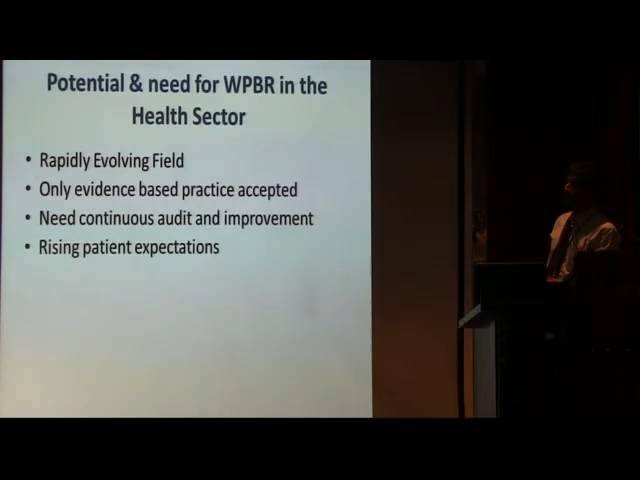 Potential & need for WPBR in the
Health Sector
• Rapidly Evolving Field
• Only evidence based practice accepted
• Need continuous audit and improvement
• Rising patient expectations